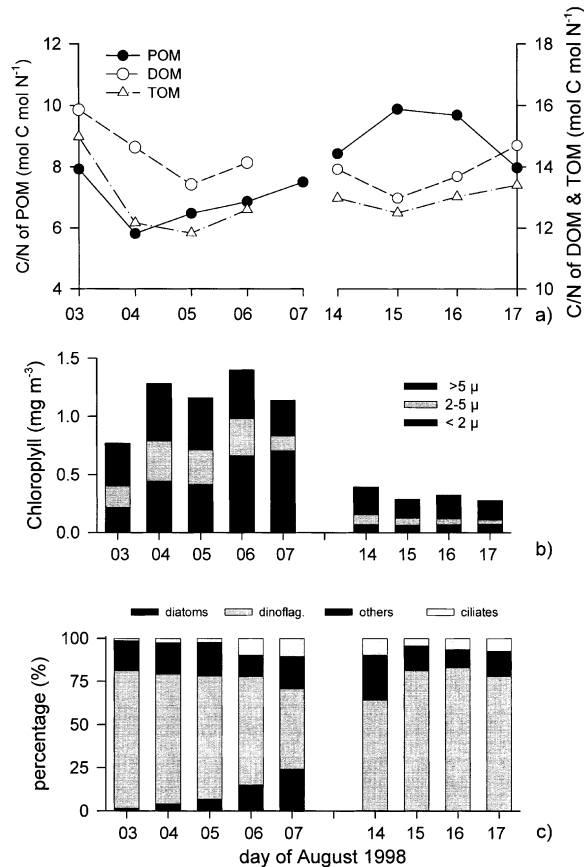 12
18
POM
DOM
TOM
10
16
8
14
6
12
4
10
C/N of POM (mol C mol N⁻¹)
C/N of DOM & TOM (mol C mol N⁻¹)
03 04 05 06 07 14 15 16 17
a)
1.5
1.0
0.5
0.0
Chloroplyll (mg m⁻³)
>5 µ
2-5 µ
< 2 µ
03 04 05 06 07 14 15 16 17
b)
diatoms dinoflag. others ciliates
100
75
50
25
0
percentage (%)
03 04 05 06 07 14 15 16 17
c)
day of August 1998